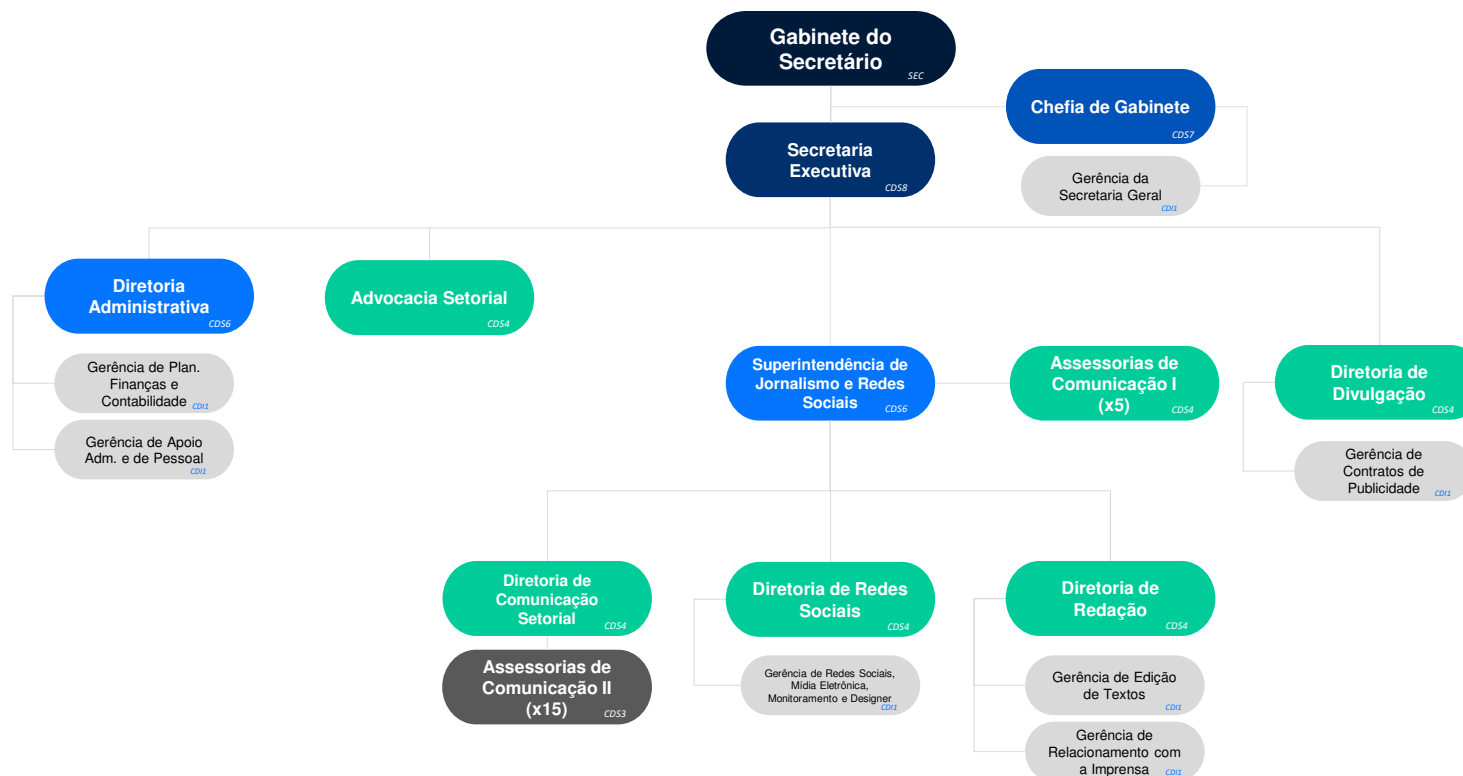 Gabinete do
Secretário
SEC
Chefia de Gabinete
CDS7
Secretaria
Executiva
CDS8
Gerência da
Secretaria Geral
CDI1
Diretoria
Administrativa
CDS6
Advocacia Setorial
CDS4
Gerência de Plan.
Finanças e
Contabilidade
CDI1
Gerência de Apoio
Adm. e de Pessoal
CDI1
Superintendência de
Jornalismo e Redes
Sociais
CDS6
Assessorias de
Comunicação I
(x5)
CDS4
Diretoria de
Divulgação
CDS4
Gerência de
Contratos de
Publicidade
CDI1
Diretoria de
Comunicação
Setorial
CDS4
Assessorias de
Comunicação II
(x15)
CDS3
Diretoria de Redes
Sociais
CDS4
Gerência de Redes Sociais,
Mídia Eletrônica,
Monitoramento e Designer
CDI1
Diretoria de
Redação
CDS4
Gerência de Edição
de Textos
CDI1
Gerência de
Relacionamento com
a Imprensa
CDI1